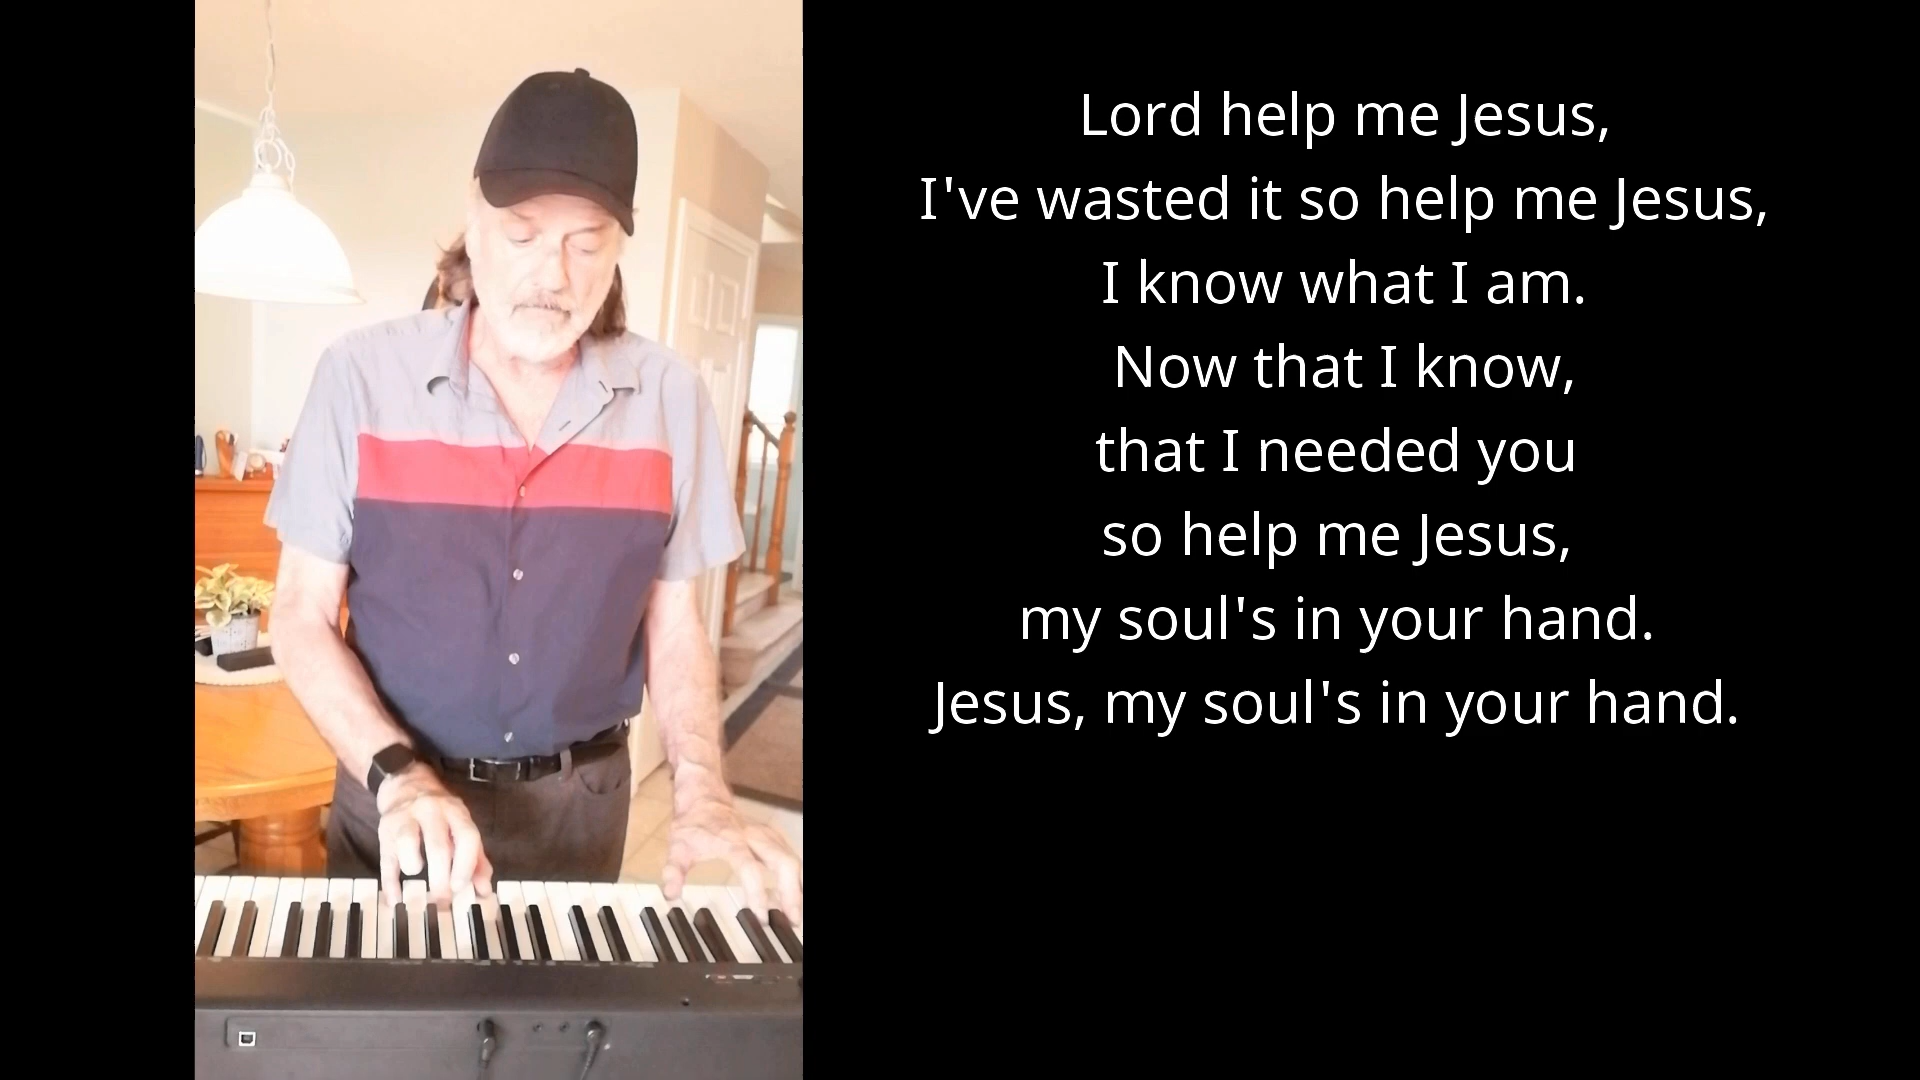 Lord help me Jesus,
I've wasted it so help me Jesus,
I know what I am.
Now that I know,
that I needed you
so help me Jesus,
my soul's in your hand.
Jesus, my soul's in your hand.